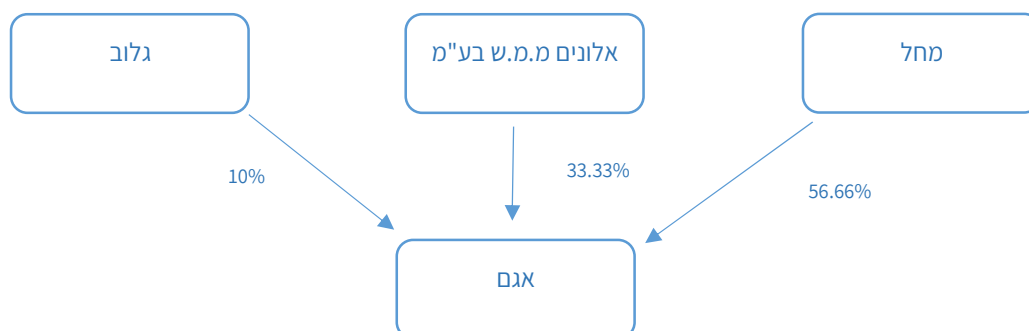 מחל
אלונים מ.מ.ש בע"מ
גלוב
56.66%
33.33%
10%
אגם